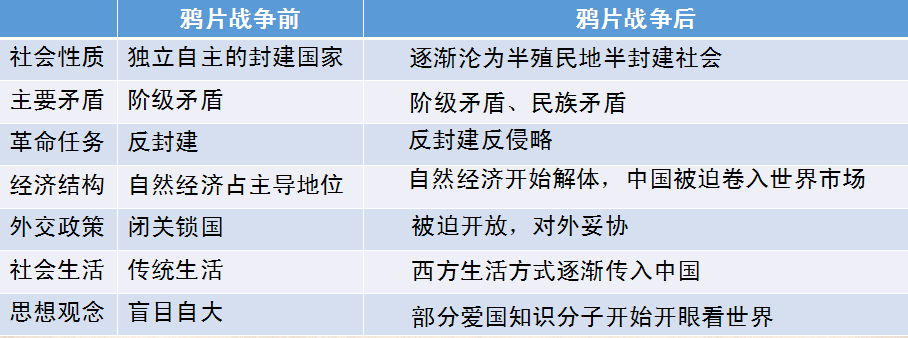 鸦片战争前 鸦片战争后
社会性质 独立自主的封建国家 逐渐沦为半殖民地半封建社会
主要矛盾 阶级矛盾 阶级矛盾、民族矛盾
革命任务 反封建 反封建反侵略
经济结构 自然经济占主导地位 自然经济开始解体，中国被迫卷入世界市场
外交政策 闭关锁国 被迫开放，对外妥协
社会生活 传统生活 西方生活方式逐渐传入中国
思想观念 盲目自大 部分爱国知识分子开始开眼看世界